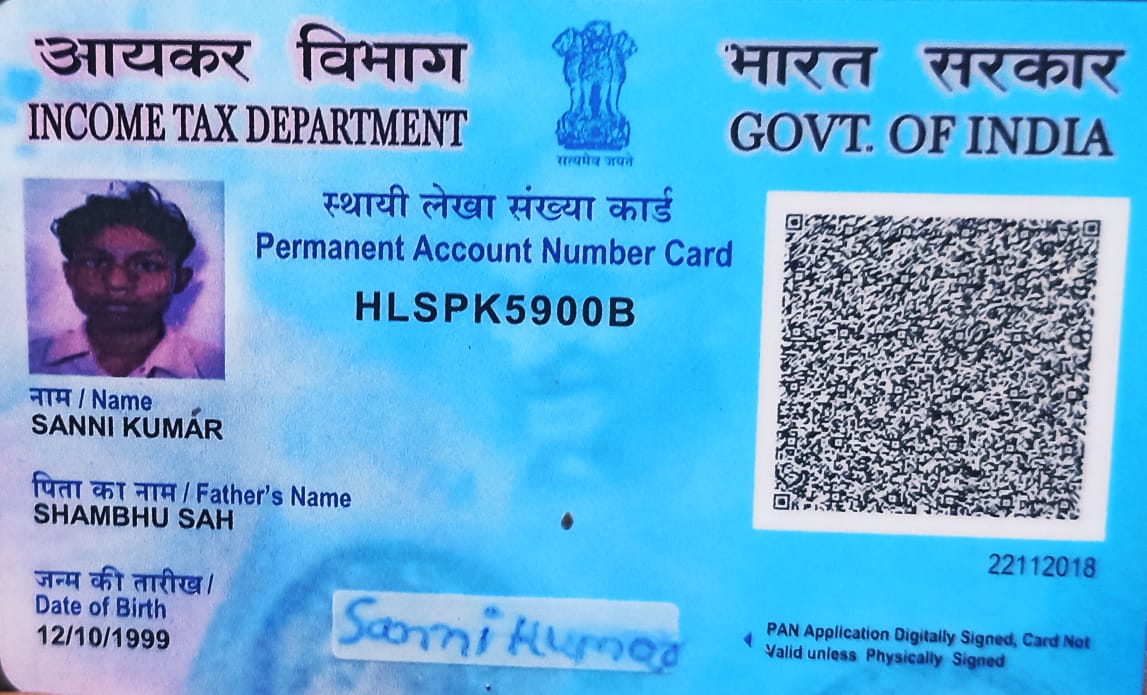 आयकर विभाग
INCOME TAX DEPARTMENT
भारत सरकार
GOVT. OF INDIA
सत्यमेव जयते
स्थायी लेखा संख्या कार्ड
Permanent Account Number Card
HLSPK5900B
नाम / Name
SANNI KUMAR
पिता का नाम / Father's Name
SHAMBHU SAH
जन्म की तारीख /
Date of Birth
12/10/1999
Sanni Kumar
22112018
PAN Application Digitally Signed, Card Not
Valid unless Physically Signed